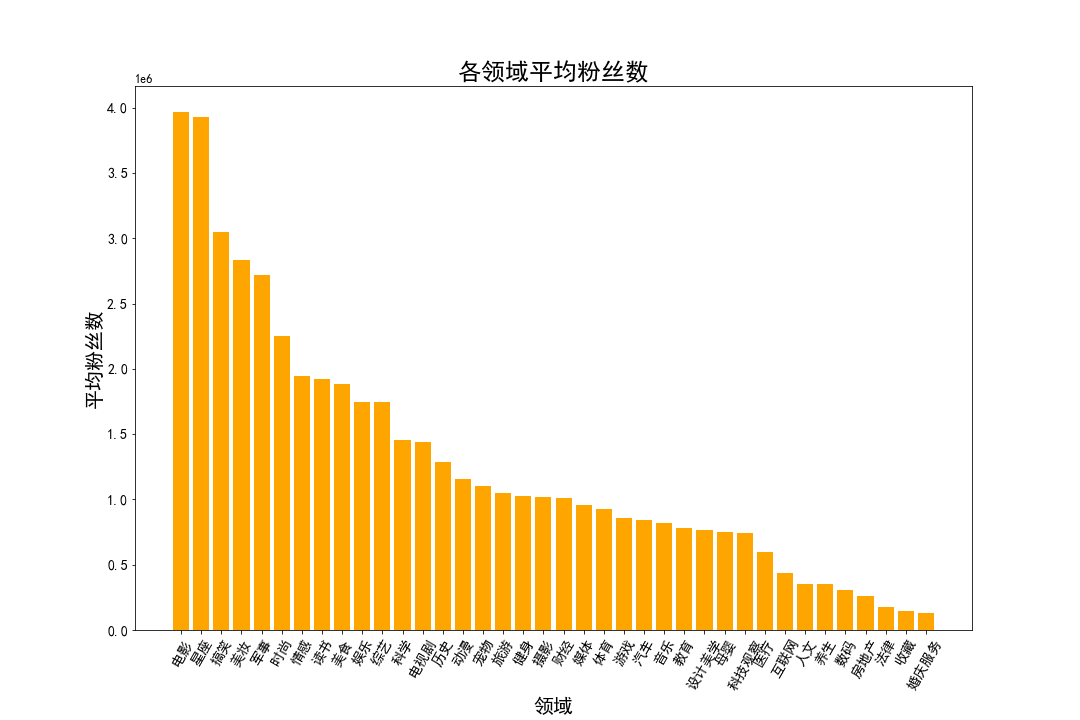 各领域平均粉丝数
1e6
4.0
3.5
3.0
2.5
2.0
1.5
1.0
0.5
0.0
平均粉丝数
电影
星座
搞笑
美妆
军事
时尚
情感
读书
美食
娱乐
综艺
科学
电视剧
历史
动漫
宠物
旅游
健身
摄影
财经
媒体
体育
游戏
汽车
音乐
教育
设计美学
母婴
科技观察
医疗
互联网
人文
养生
数码
房地产
法律
收藏
婚庆服务
领域